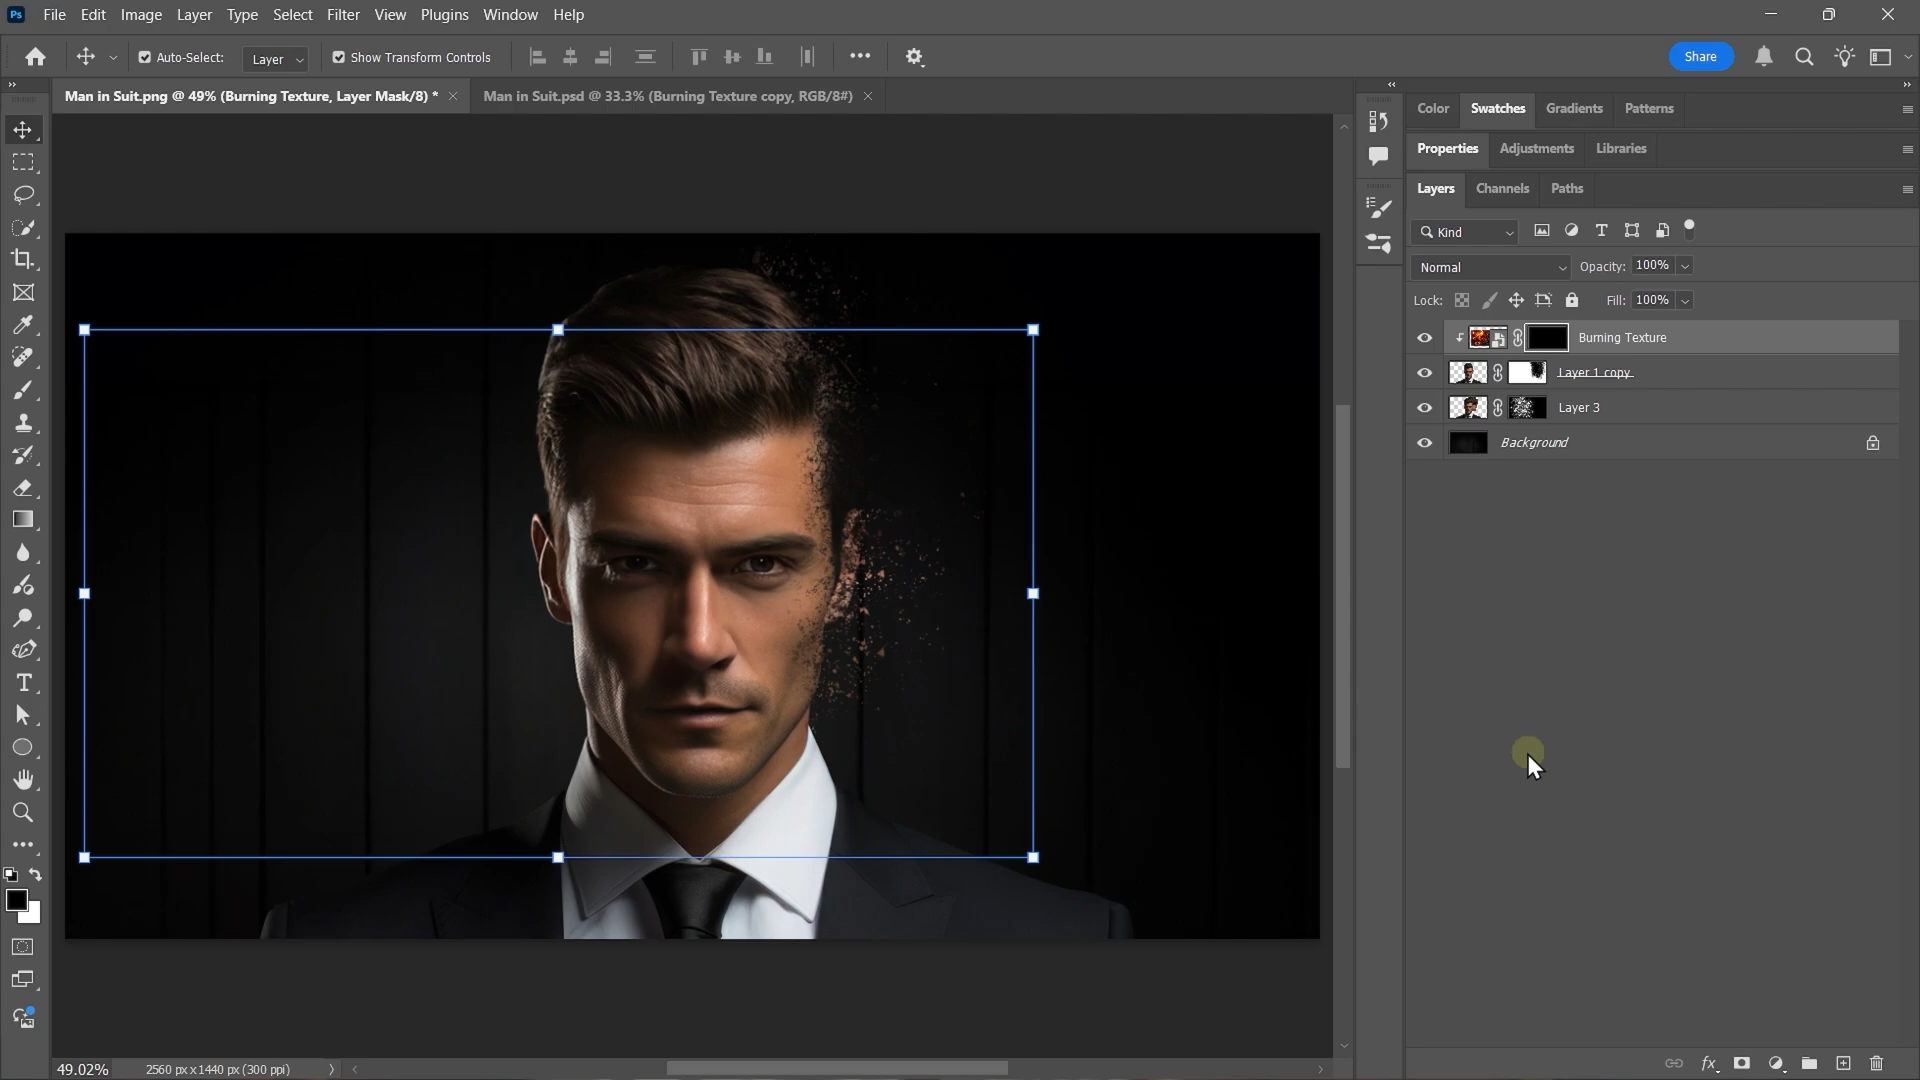 Ps File Edit Image Layer Type Select Filter View Plugins Window Help
Auto-Select: Layer Show Transform Controls Share
Man in Suit.png @ 49% (Burning Texture, Layer Mask/8) * Man in Suit.psd @ 33.3% (Burning Texture copy, RGB/8#)
Color Swatches Gradients Patterns
Properties Adjustments Libraries
Layers Channels Paths
Kind T
Normal Opacity: 100%
Lock: Fill: 100%
Burning Texture
Layer 1 copy
Layer 3
Background
T
49.02% 2560 px x 1440 px (300 ppi) fx